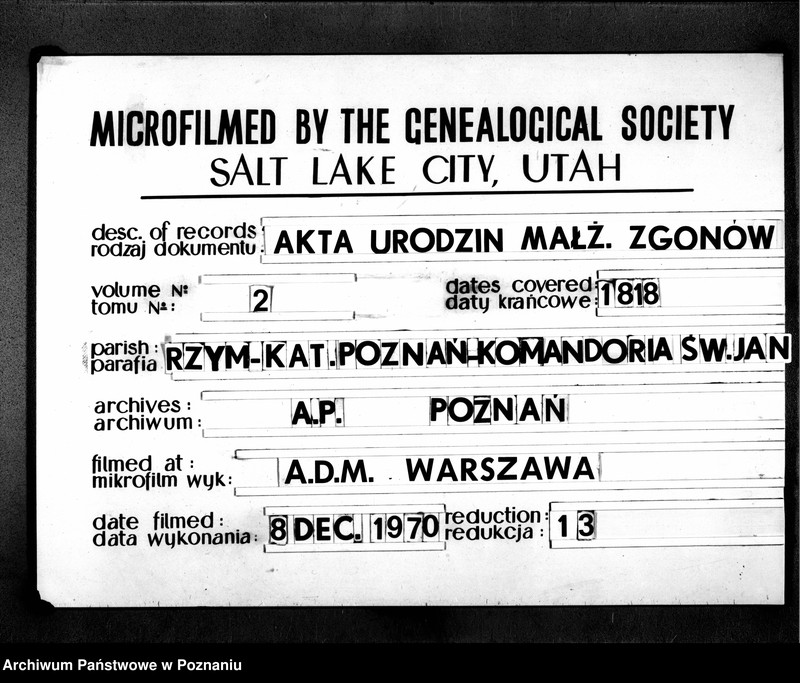 MICROFILMED BY THE GENEALOGICAL SOCIETY
SALT LAKE CITY, UTAH
desc. of records: AKTA URODZIN MAŁŻ. ZGONÓW
rodzaj dokumentu:
volume Nº 2 dates covered: 1818
tomu Nº: daty krańcowe:
parish: RZYM-KAT. POZNAŃ-KOMANDORIA ŚW. JAN
parafia
archives: A.P. POZNAŃ
archiwum:
filmed at: A.D.M. WARSZAWA
mikrofilm wyk:
date filmed: 8 DEC. 1970 reduction: 13
data wykonania: redukcja:
Archiwum Państwowe w Poznaniu